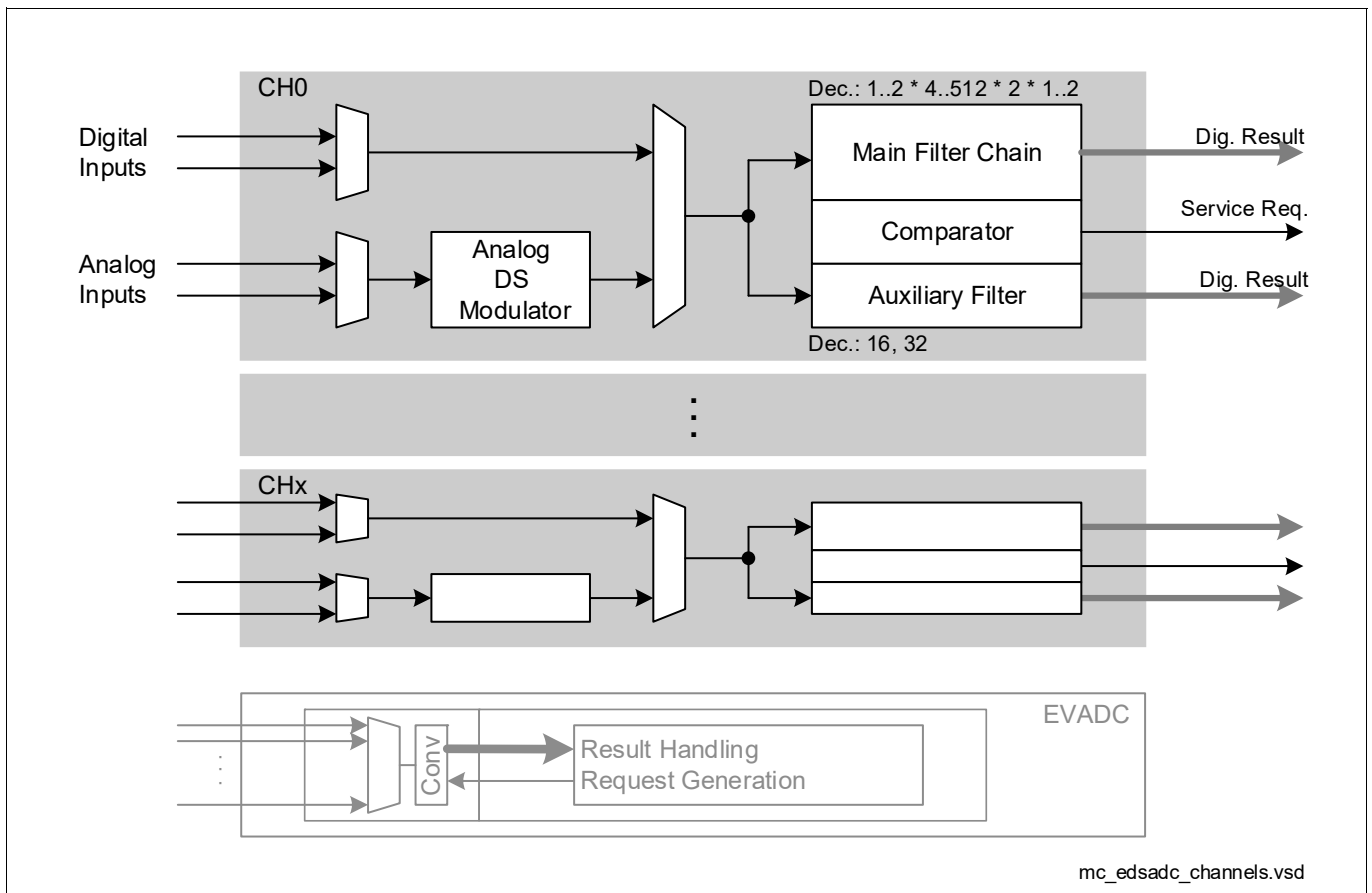 CH0
Dec.: 1..2 * 4..512 * 2 * 1..2
Digital
Inputs
Main Filter Chain
Dig. Result
Service Req.
Comparator
Analog
Inputs
Analog
DS
Modulator
Auxiliary Filter
Dig. Result
Dec.: 16, 32
CHx
EVADC
Conv
Result Handling
Request Generation
mc_edsadc_channels.vsd